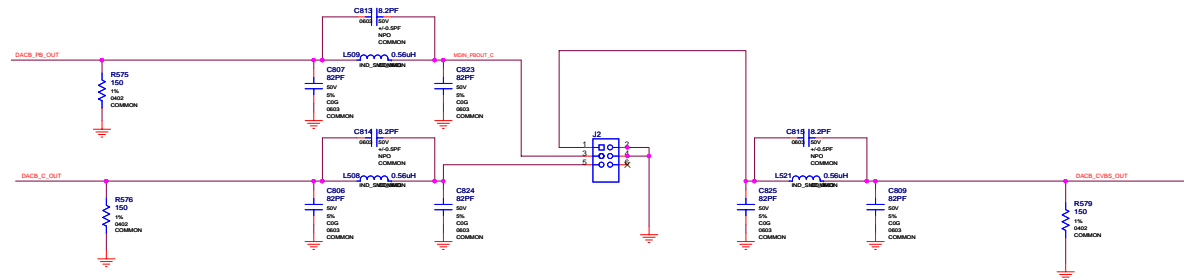 C813 8.2PF
0603 50V
+/-0.5PF
NPO
COMMON
DACB_PB_OUT
L509 0.56uH
MDIN_PBOUT_C
R575
150
1%
0402
COMMON
C807
82PF
50V
5%
C0G
0603
COMMON
C823
82PF
50V
5%
C0G
0603
COMMON
C814 8.2PF
0603 50V
+/-0.5PF
NPO
COMMON
DACB_C_OUT
L508 0.56uH
R576
150
1%
0402
COMMON
C806
82PF
50V
5%
C0G
0603
COMMON
C824
82PF
50V
5%
C0G
0603
COMMON
J2
1 2
3 4
5 6
C815 8.2PF
0603 50V
+/-0.5PF
NPO
COMMON
L521 0.56uH
DACB_CVBS_OUT
C825
82PF
50V
5%
C0G
0603
COMMON
C809
82PF
50V
5%
C0G
0603
COMMON
R579
150
1%
0402
COMMON